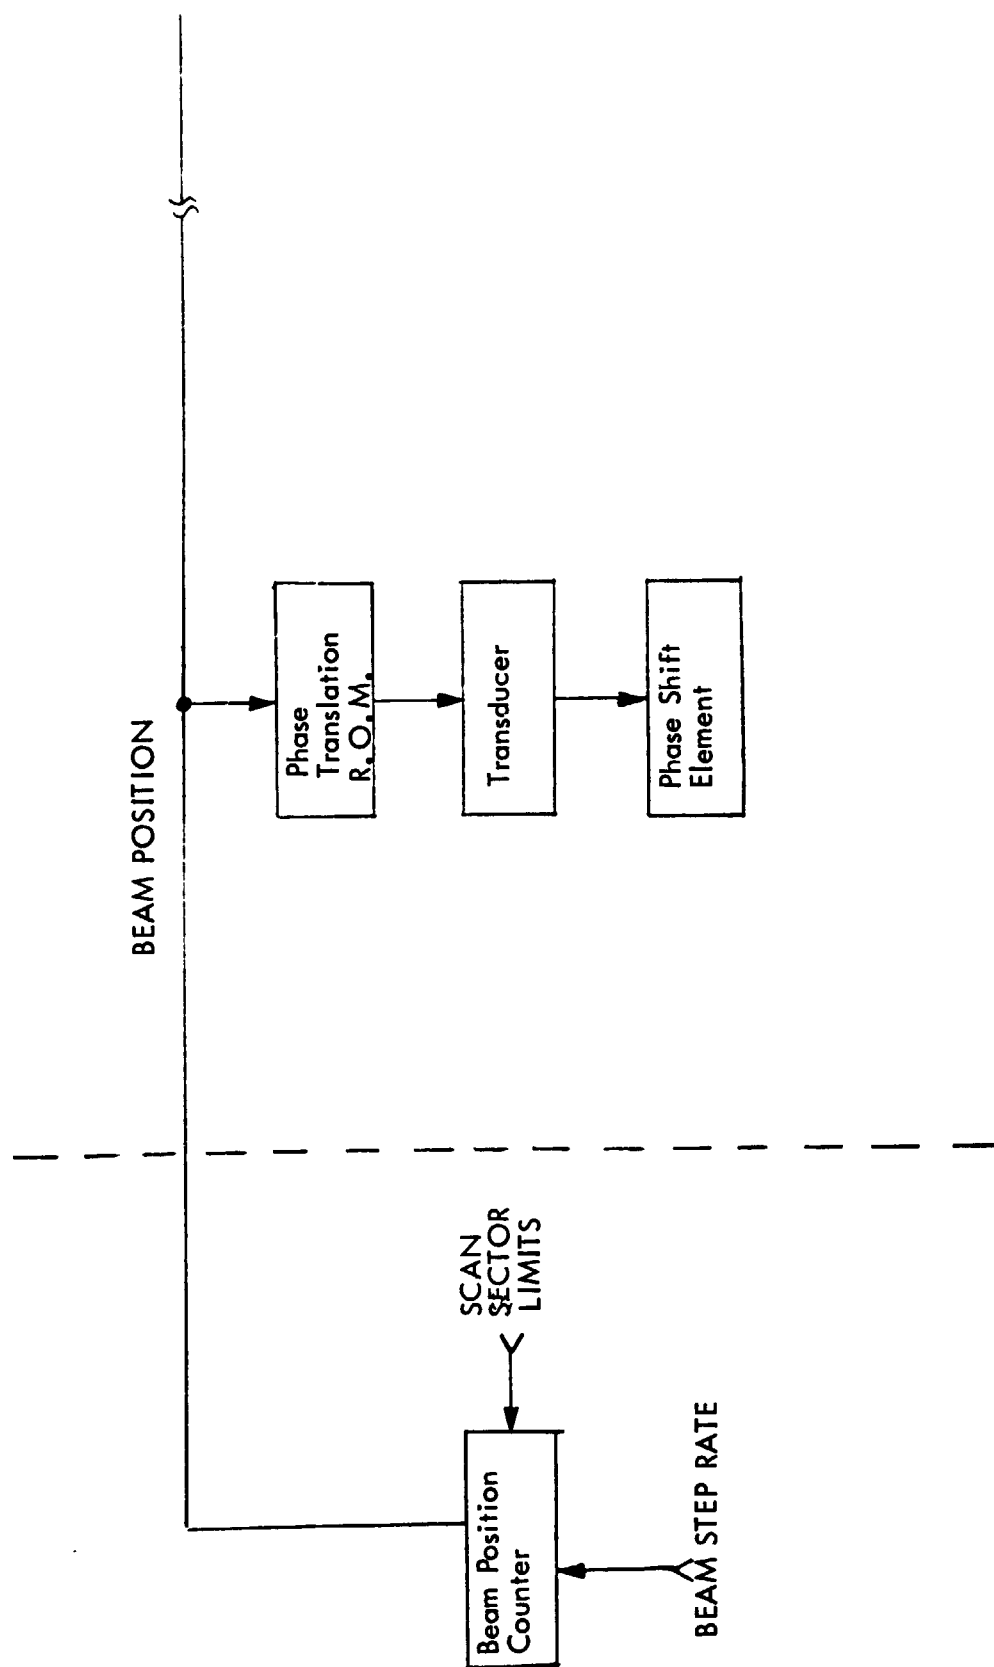 BEAM POSITION
Phase
Translation
R.O.M.
Transducer
Phase Shift
Element
SCAN
SECTOR
LIMITS
Beam Position
Counter
BEAM STEP RATE